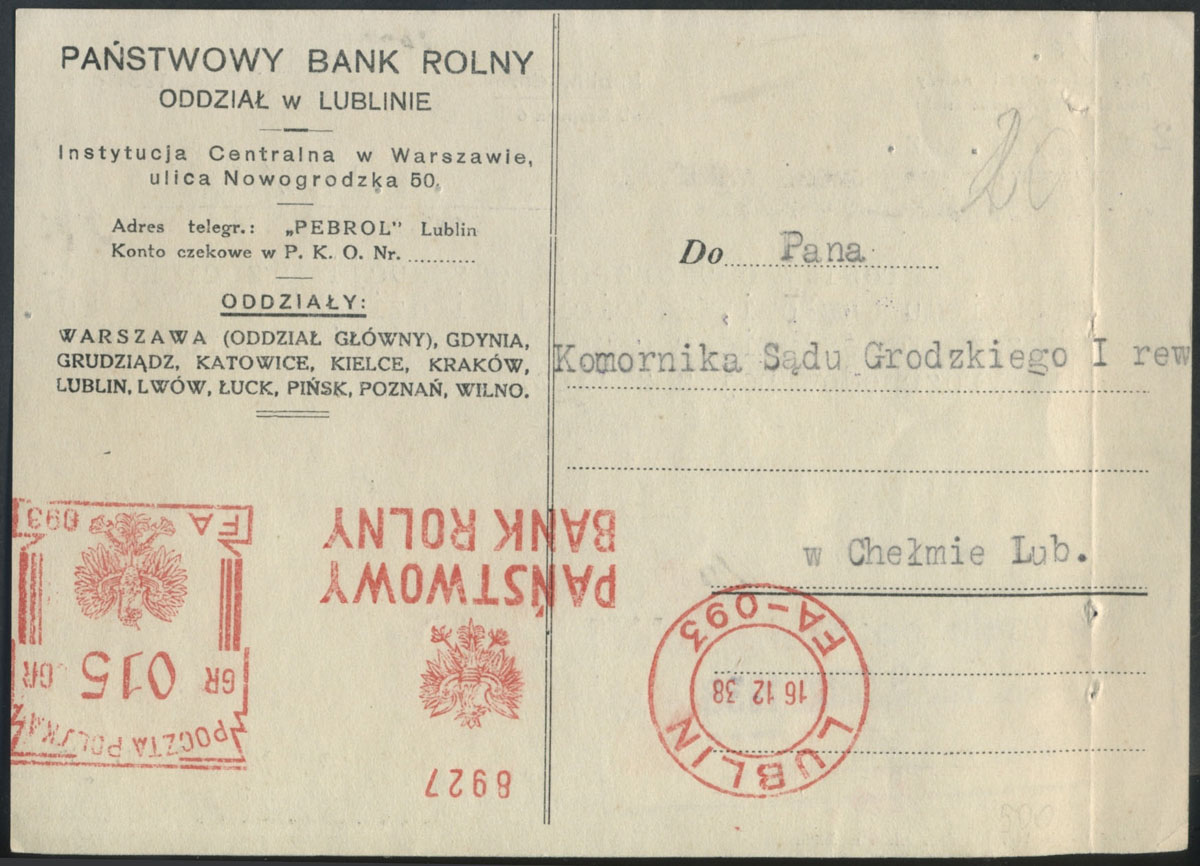 PAŃSTWOWY BANK ROLNY
ODDZIAŁ w LUBLINIE
Instytucja Centralna w Warszawie,
ulica Nowogrodzka 50.
Adres telegr.: „PEBROL" Lublin
Konto czekowe w P. K. O. Nr. ..........
ODDZIAŁY:
WARSZAWA (ODDZIAŁ GŁÓWNY), GDYNIA,
GRUDZIĄDZ, KATOWICE, KIELCE, KRAKÓW,
LUBLIN, LWÓW, ŁUCK, PIŃSK, POZNAŃ, WILNO.
20
Do Pana
Komornika Sądu Grodzkiego I rew
w Chełmie Lub.
8927
PAŃSTWOWY
BANK ROLNY
LUBLIN FA-093
16 12 38
POCZTA POLSKA
GR 015 GR
FA 093
500